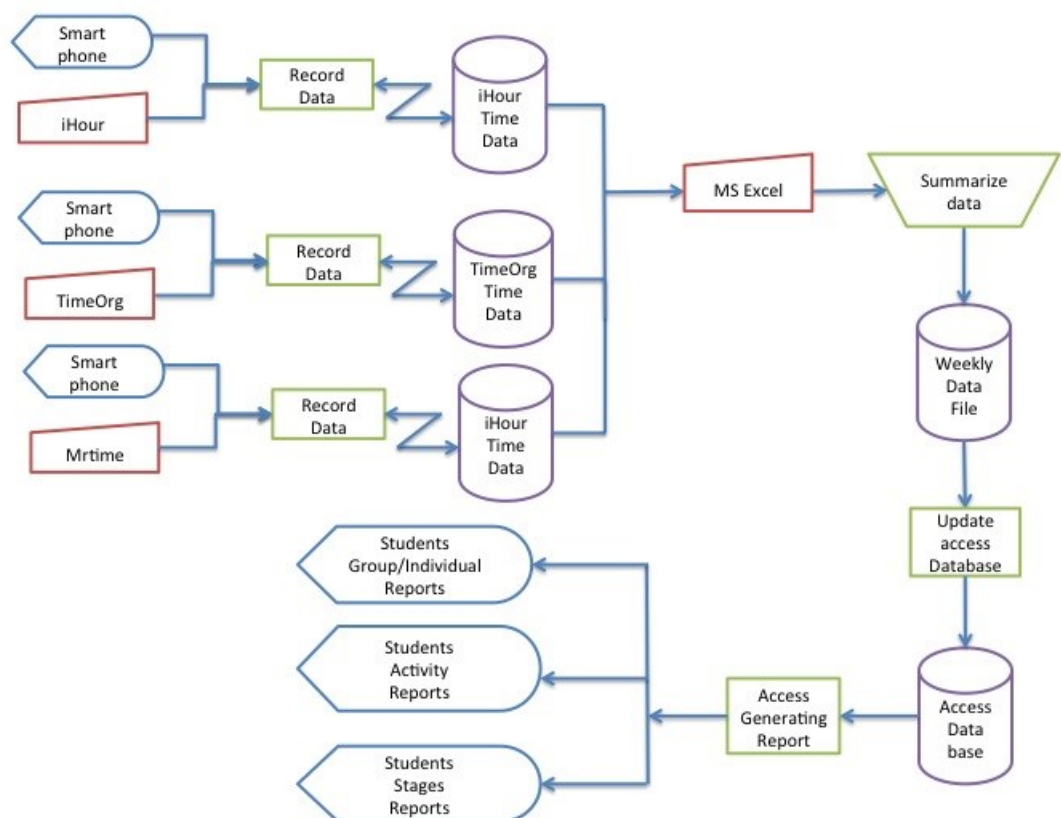 Smart
phone
iHour
Record
Data
iHour
Time
Data
Smart
phone
TimeOrg
Record
Data
TimeOrg
Time
Data
Smart
phone
Mrtime
Record
Data
iHour
Time
Data
MS Excel
Summarize
data
Weekly
Data
File
Update
access
Database
Access
Data
base
Access
Generating
Report
Students
Group/Individual
Reports
Students
Activity
Reports
Students
Stages
Reports